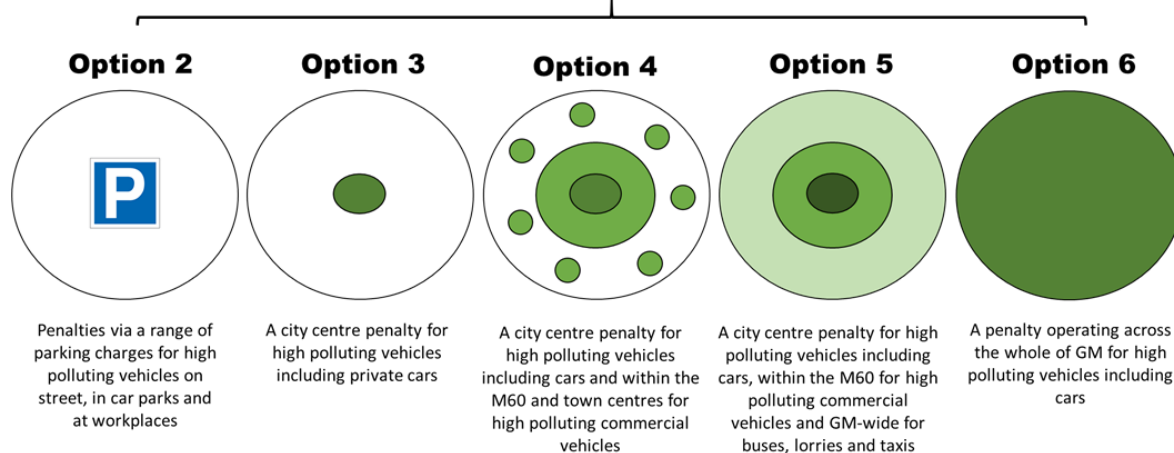 Option 2
Option 3
Option 4
Option 5
Option 6
P
Penalties via a range of
parking charges for high
polluting vehicles on
street, in car parks and
at workplaces
A city centre penalty for
high polluting vehicles
including private cars
A city centre penalty for
high polluting vehicles
including cars and within the
M60 and town centres for
high polluting commercial
vehicles
A city centre penalty for high
polluting vehicles including
cars, within the M60 for high
polluting commercial
vehicles and GM-wide for
buses, lorries and taxis
A penalty operating across
the whole of GM for high
polluting vehicles including
cars